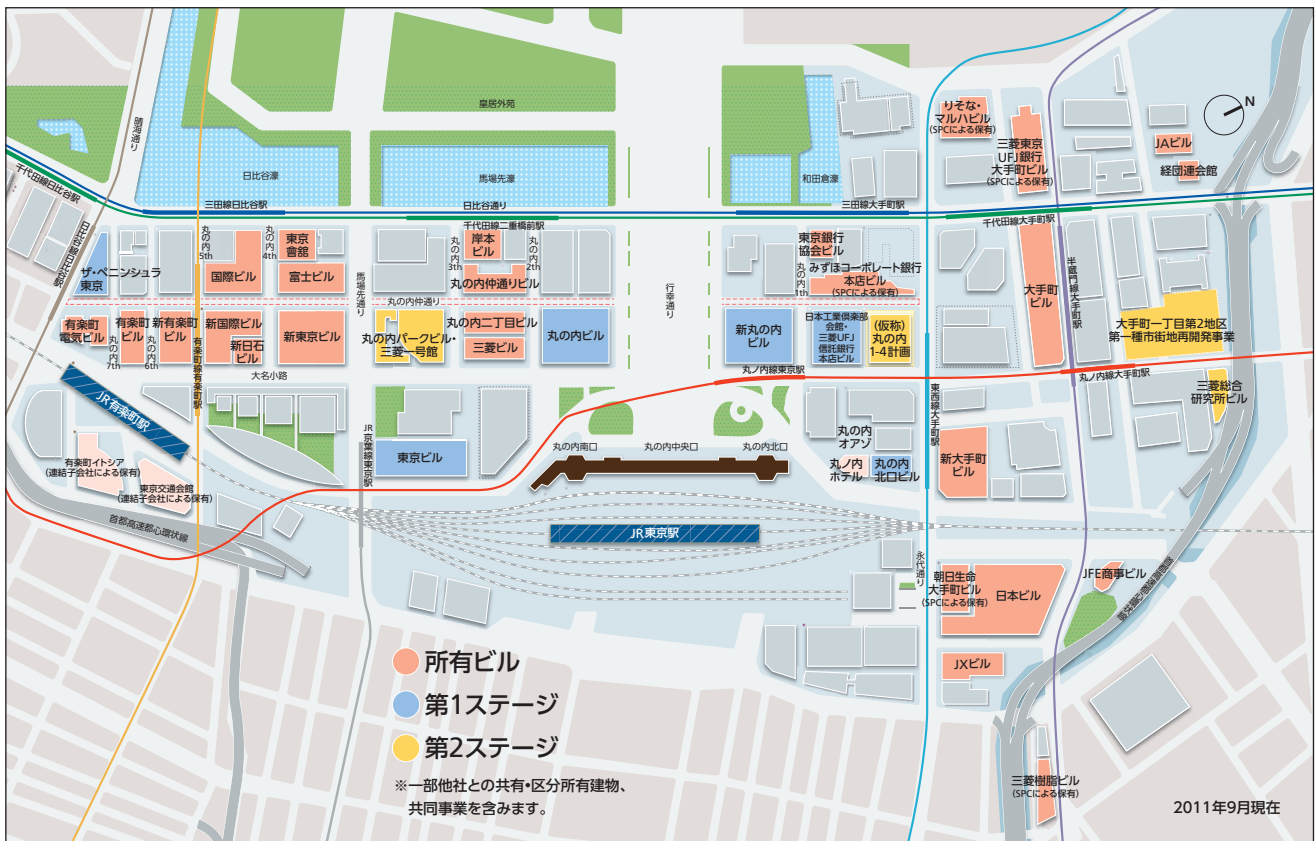 皇居外苑
晴海通り
日比谷濠
馬場先濠
和田倉濠
りそな・
マルハビル
(SPCによる保有)
三菱東京
UFJ銀行
大手町ビル
(SPCによる保有)
JAビル
経団連会館
N
千代田線日比谷駅
三田線日比谷駅
日比谷通り
三田線大手町駅
千代田線二重橋前駅
千代田線大手町駅
日比谷線日比谷駅
ザ・ペニンシュラ
東京
丸の内
5th
国際ビル
丸の内
4th
東京
會館
富士ビル
馬場先通り
丸の内
3th
岸本
ビル
丸の内
2th
丸の内仲通りビル
丸の内仲通り
行幸通り
東京銀行
協会ビル
丸の内
1th
みずほコーポレート銀行
本店ビル
(SPCによる保有)
大手町
ビル
半蔵門線大手町駅
大手町一丁目第2地区
第一種市街地再開発事業
有楽町
電気ビル
丸の内
7th
有楽町
ビル
丸の内
6th
新有楽町
ビル
有楽町線有楽町駅
新国際ビル
新日石
ビル
新東京ビル
丸の内パークビル・
三菱一号館
丸の内二丁目ビル
三菱ビル
丸の内ビル
新丸の内
ビル
日本工業倶楽部
会館・
三菱UFJ
信託銀行
本店ビル
(仮称)
丸の内
1-4計画
大名小路
丸ノ内線東京駅
丸ノ内線大手町駅
三菱総合
研究所ビル
JR有楽町駅
有楽町イトシア
(連結子会社による保有)
東京交通会館
(連結子会社による保有)
首都高速都心環状線
JR京葉線東京駅
東京ビル
丸の内南口
丸の内中央口
丸の内北口
丸の内
オアゾ
丸ノ内
ホテル
丸の内
北口ビル
東西線大手町駅
新大手町
ビル
JR東京駅
永代通り
朝日生命
大手町ビル
(SPCによる保有)
日本ビル
JFE商事ビル
首都高速都心環状線
JXビル
三菱樹脂ビル
(SPCによる保有)
所有ビル
第1ステージ
第2ステージ
※一部他社との共有・区分所有建物、
共同事業を含みます。
2011年9月現在